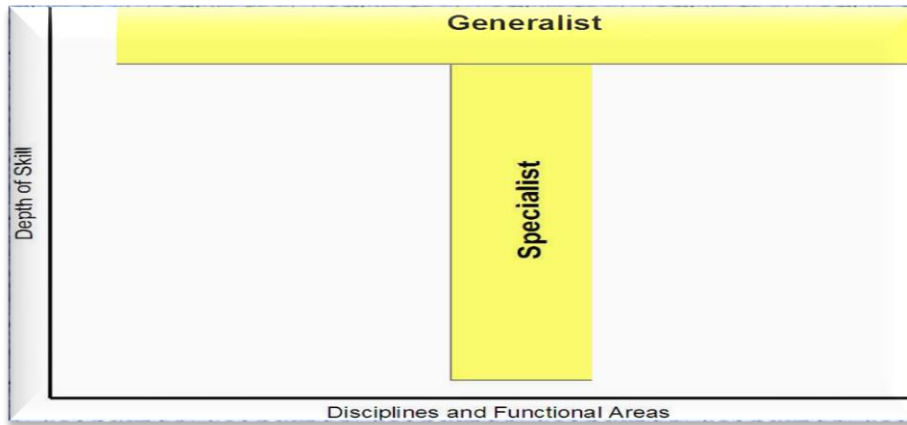 Generalist
Depth of Skill
Specialist
Disciplines and Functional Areas